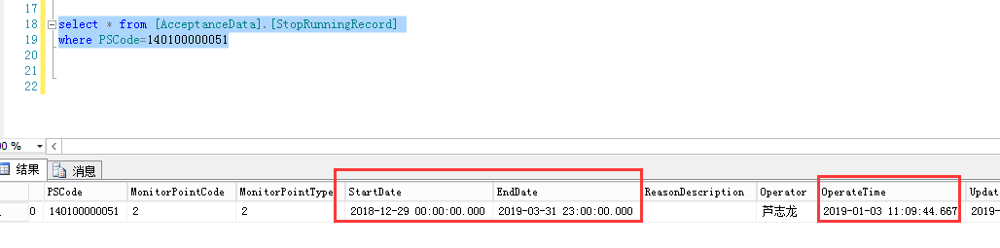 17
18 select * from [AcceptanceData].[StopRunningRecord]
19 where PSCode=140100000051
20
21
22
00 %
结果 消息
PSCode MonitorPointCode MonitorPointType StartDate EndDate ReasonDescription Operator OperateTime Updat
0 140100000051 2 2 2018-12-29 00:00:00.000 2019-03-31 23:00:00.000 芦志龙 2019-01-03 11:09:44.667 2019-